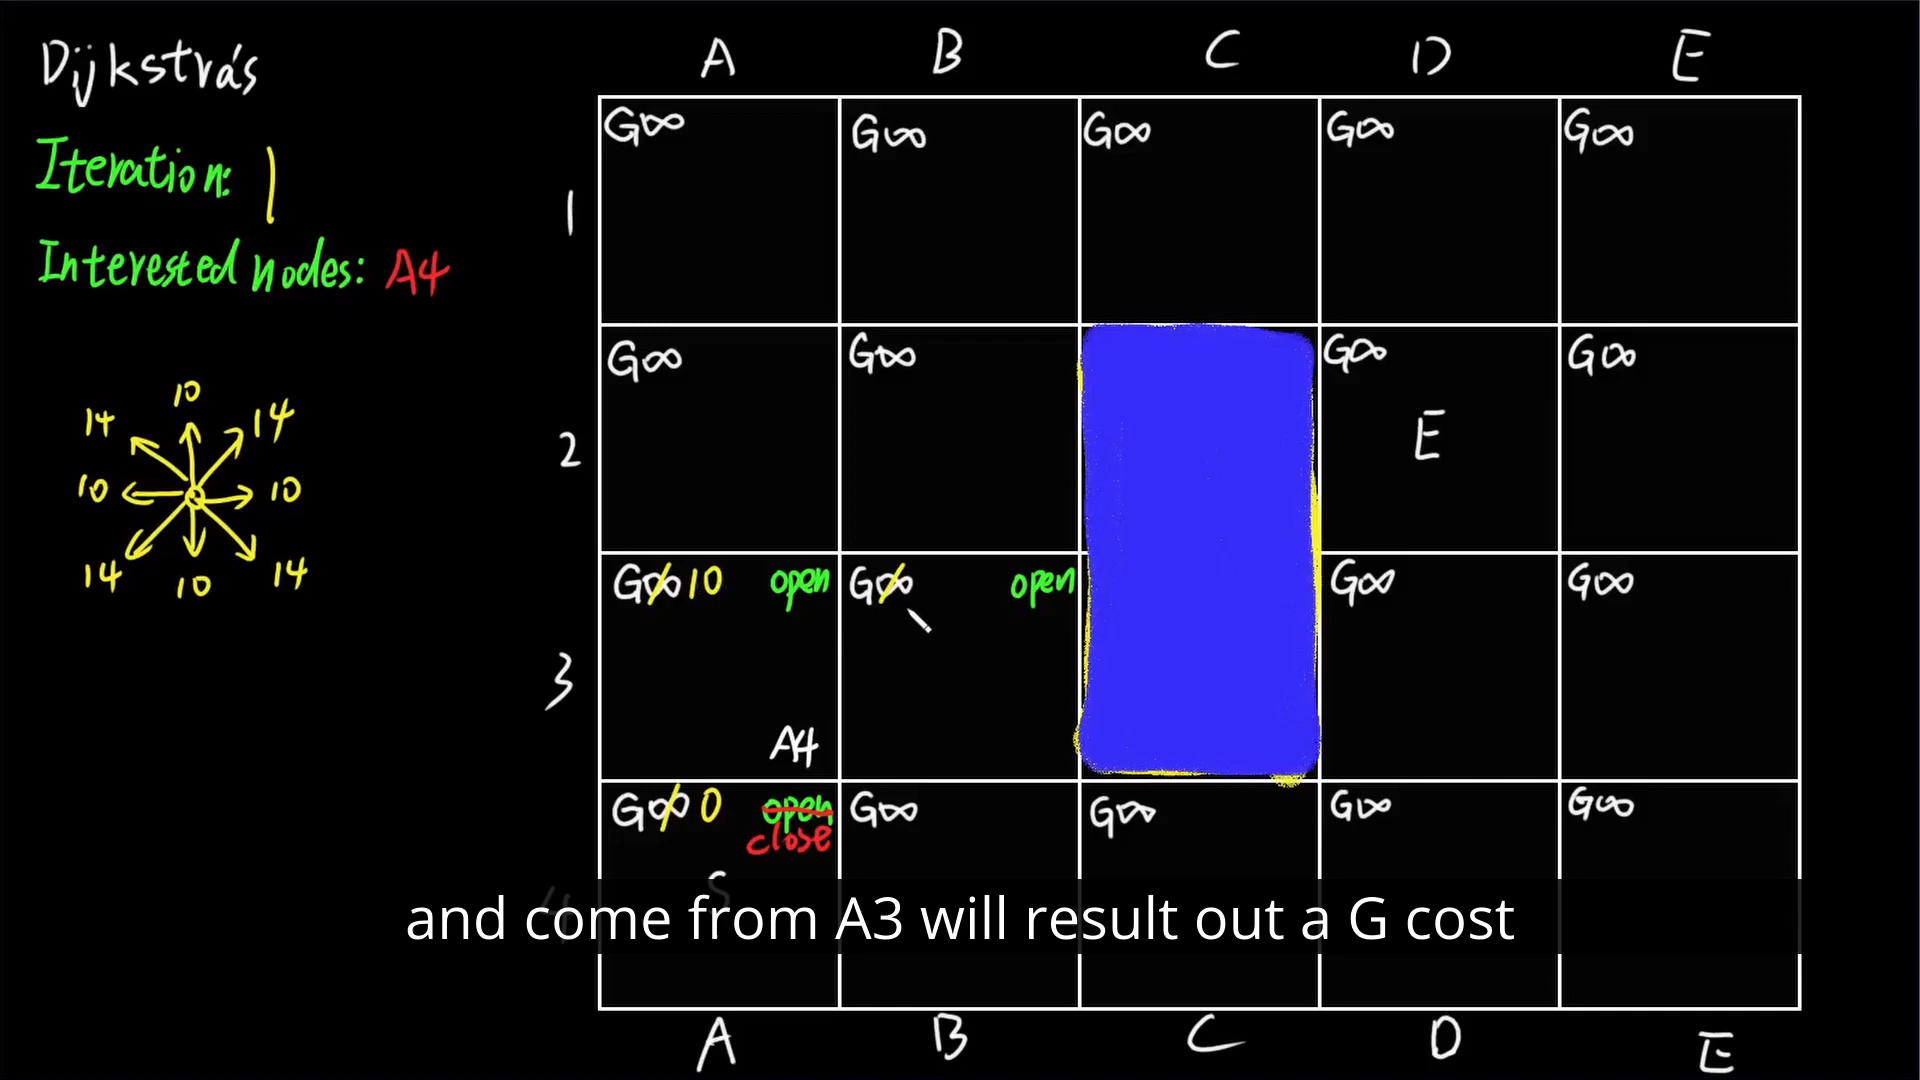 Dijkstra's
Iteration: 1
Interested nodes: A4
10
14 14
10 10
14 10 14
A B C D E
1 G∞ G∞ G∞ G∞ G∞
2 G∞ G∞ G∞ G∞
E
3 G∞ 10 open G∞ open G∞ G∞
A4
G∞ 0 open G∞ G∞ G∞ G∞
close
S
and come from A3 will result out a G cost
A B C D E